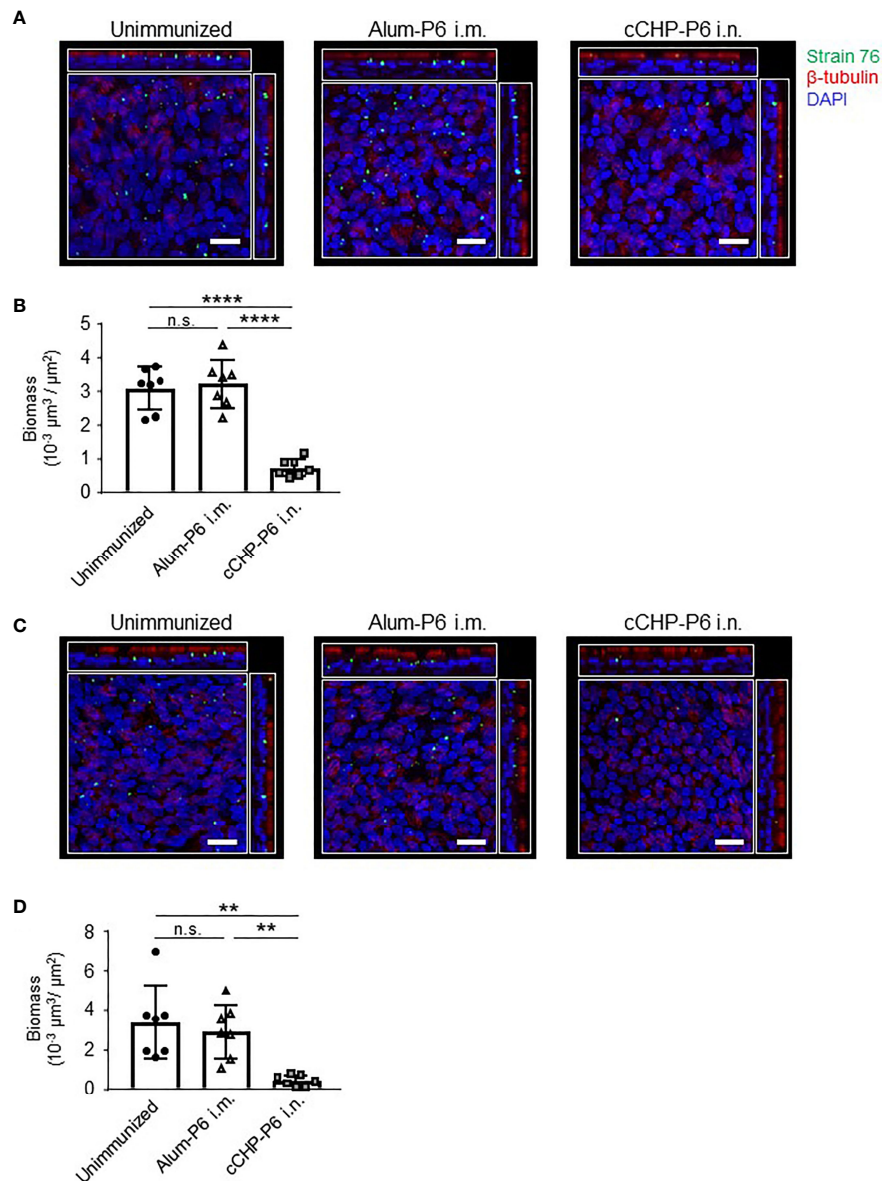 A
Unimmunized
Alum-P6 i.m.
cCHP-P6 i.n.
Strain 76
β-tubulin
DAPI
B
****
n.s.
****
5
4
3
2
1
0
Biomass
(10⁻³ µm³ / µm²)
Unimmunized
Alum-P6 i.m.
cCHP-P6 i.n.
C
Unimmunized
Alum-P6 i.m.
cCHP-P6 i.n.
D
**
n.s.
**
8
6
4
2
0
Biomass
(10⁻³ µm³/ µm²)
Unimmunized
Alum-P6 i.m.
cCHP-P6 i.n.